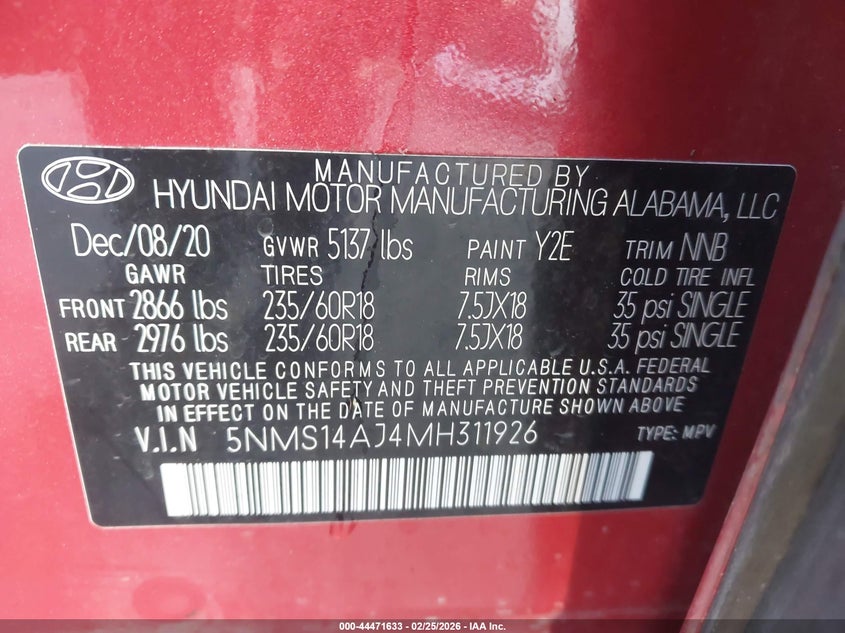 MANUFACTURED BY
HYUNDAI MOTOR MANUFACTURING ALABAMA, LLC
Dec/08/20 GVWR 5137 lbs PAINT Y2E TRIM NNB
GAWR TIRES RIMS COLD TIRE INFL
FRONT 2866 lbs 235/60R18 7.5JX18 35 psi SINGLE
REAR 2976 lbs 235/60R18 7.5JX18 35 psi SINGLE
THIS VEHICLE CONFORMS TO ALL APPLICABLE U.S.A. FEDERAL
MOTOR VEHICLE SAFETY AND THEFT PREVENTION STANDARDS
IN EFFECT ON THE DATE OF MANUFACTURE SHOWN ABOVE
V.I.N 5NMS14AJ4MH311926 TYPE: MPV
000-44471633 - 02/25/2026 - IAA Inc.